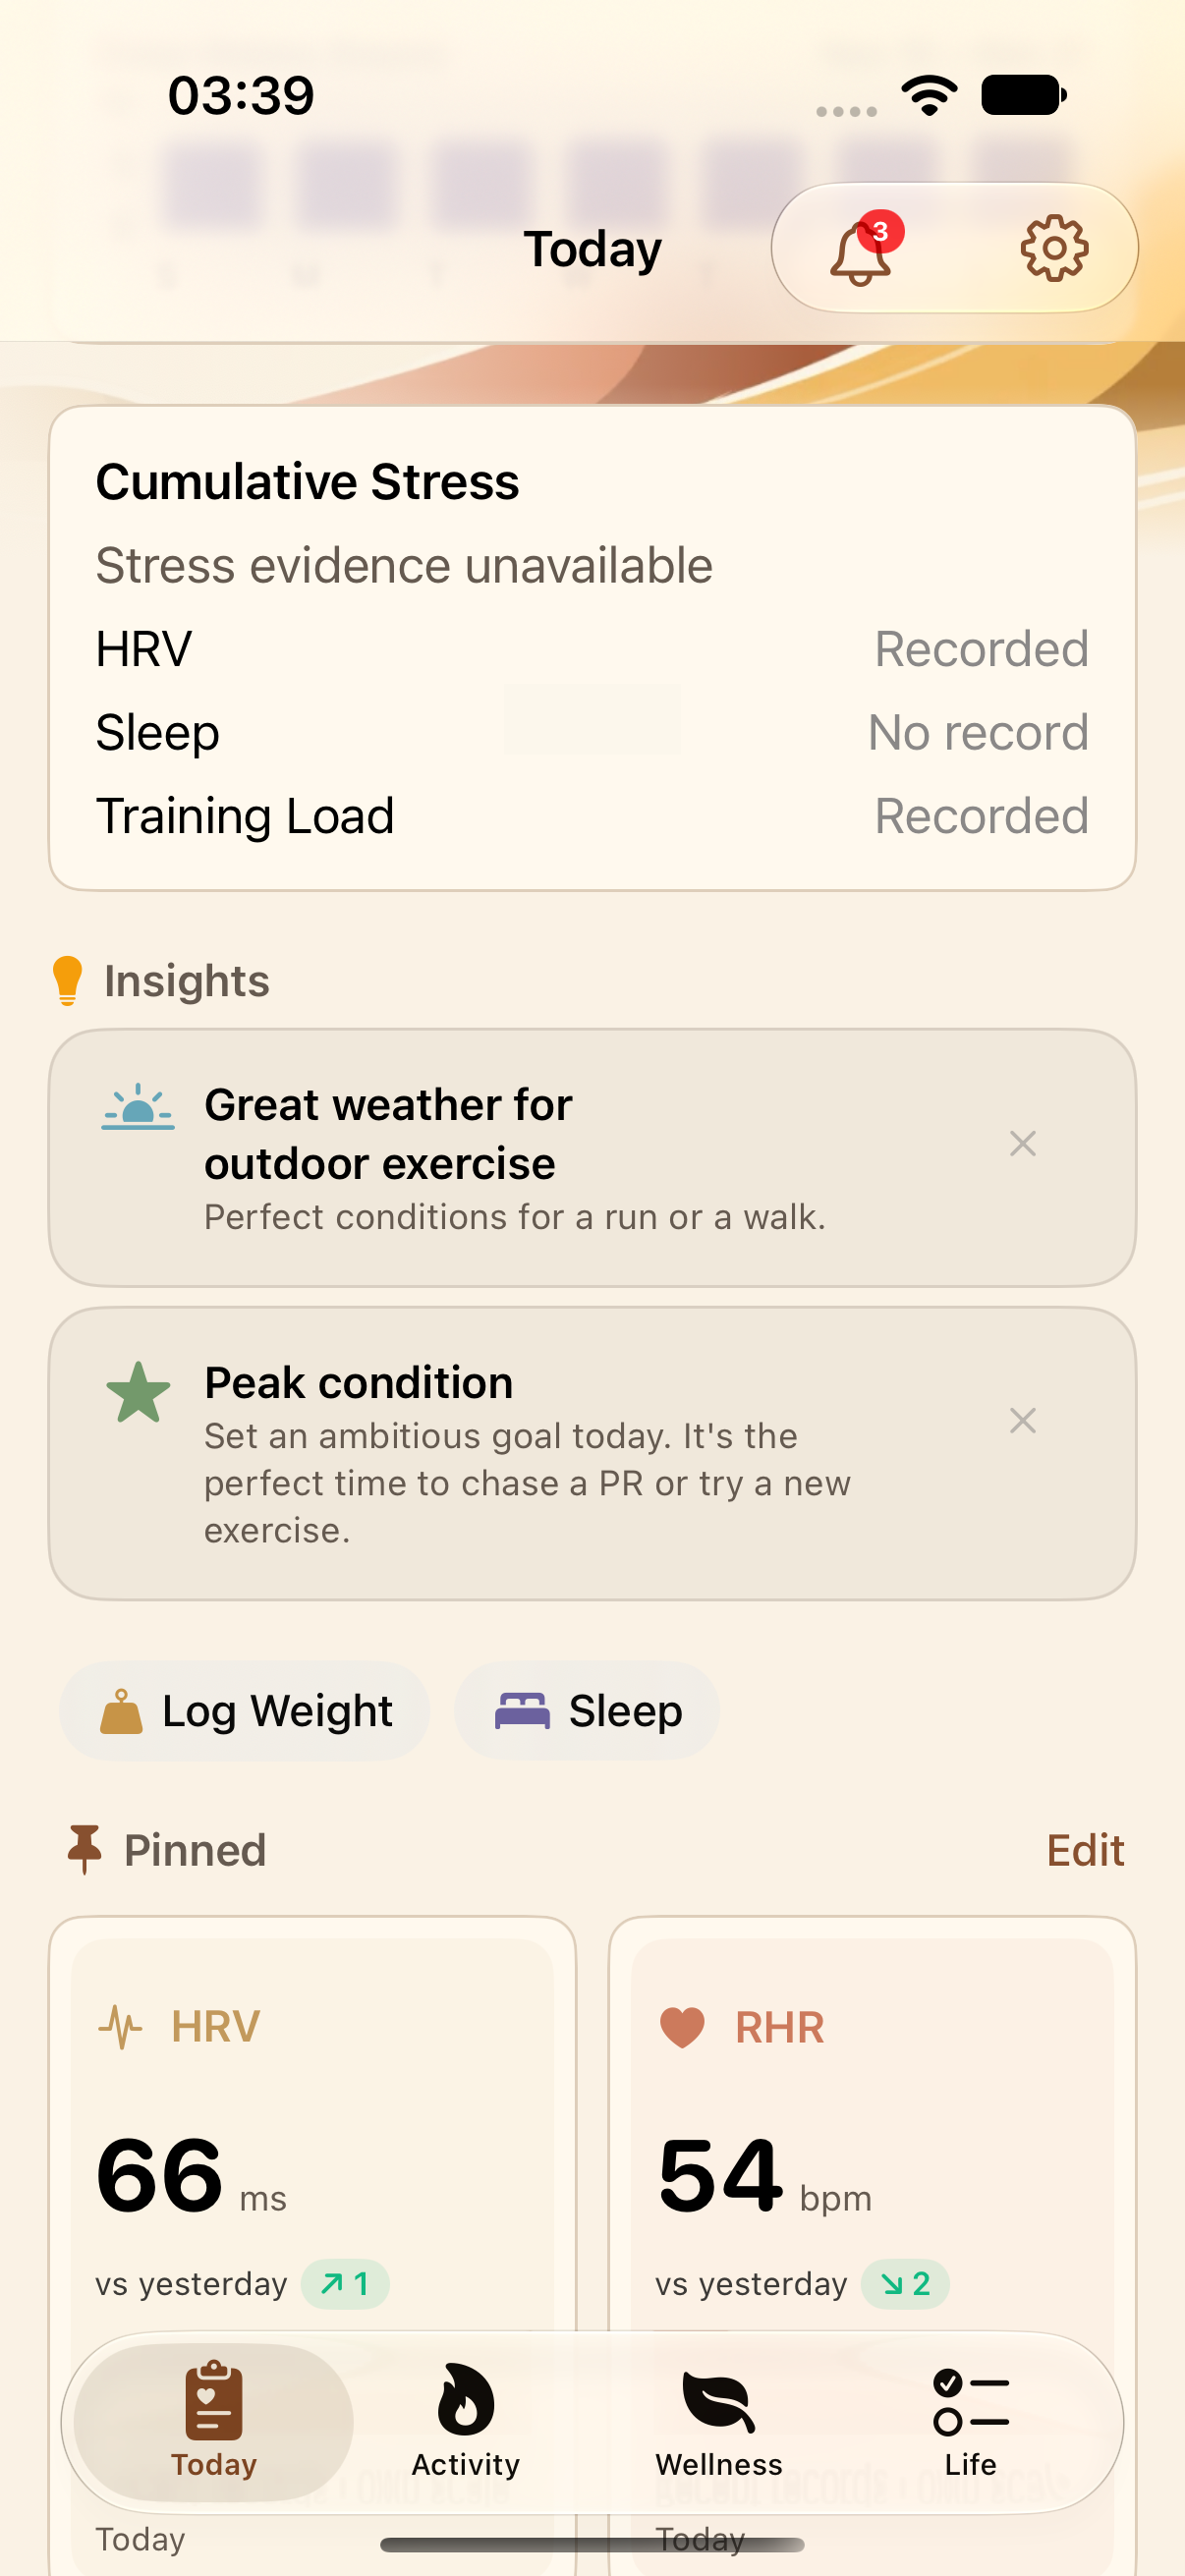 03:39
Today
3
Cumulative Stress
Stress evidence unavailable
HRV Recorded
Sleep No record
Training Load Recorded
Insights
Great weather for
outdoor exercise
Perfect conditions for a run or a walk.
Peak condition
Set an ambitious goal today. It's the
perfect time to chase a PR or try a new
exercise.
Log Weight Sleep
Pinned Edit
HRV RHR
66 ms 54 bpm
vs yesterday 1 vs yesterday 2
Today Activity Wellness Life
Today Today